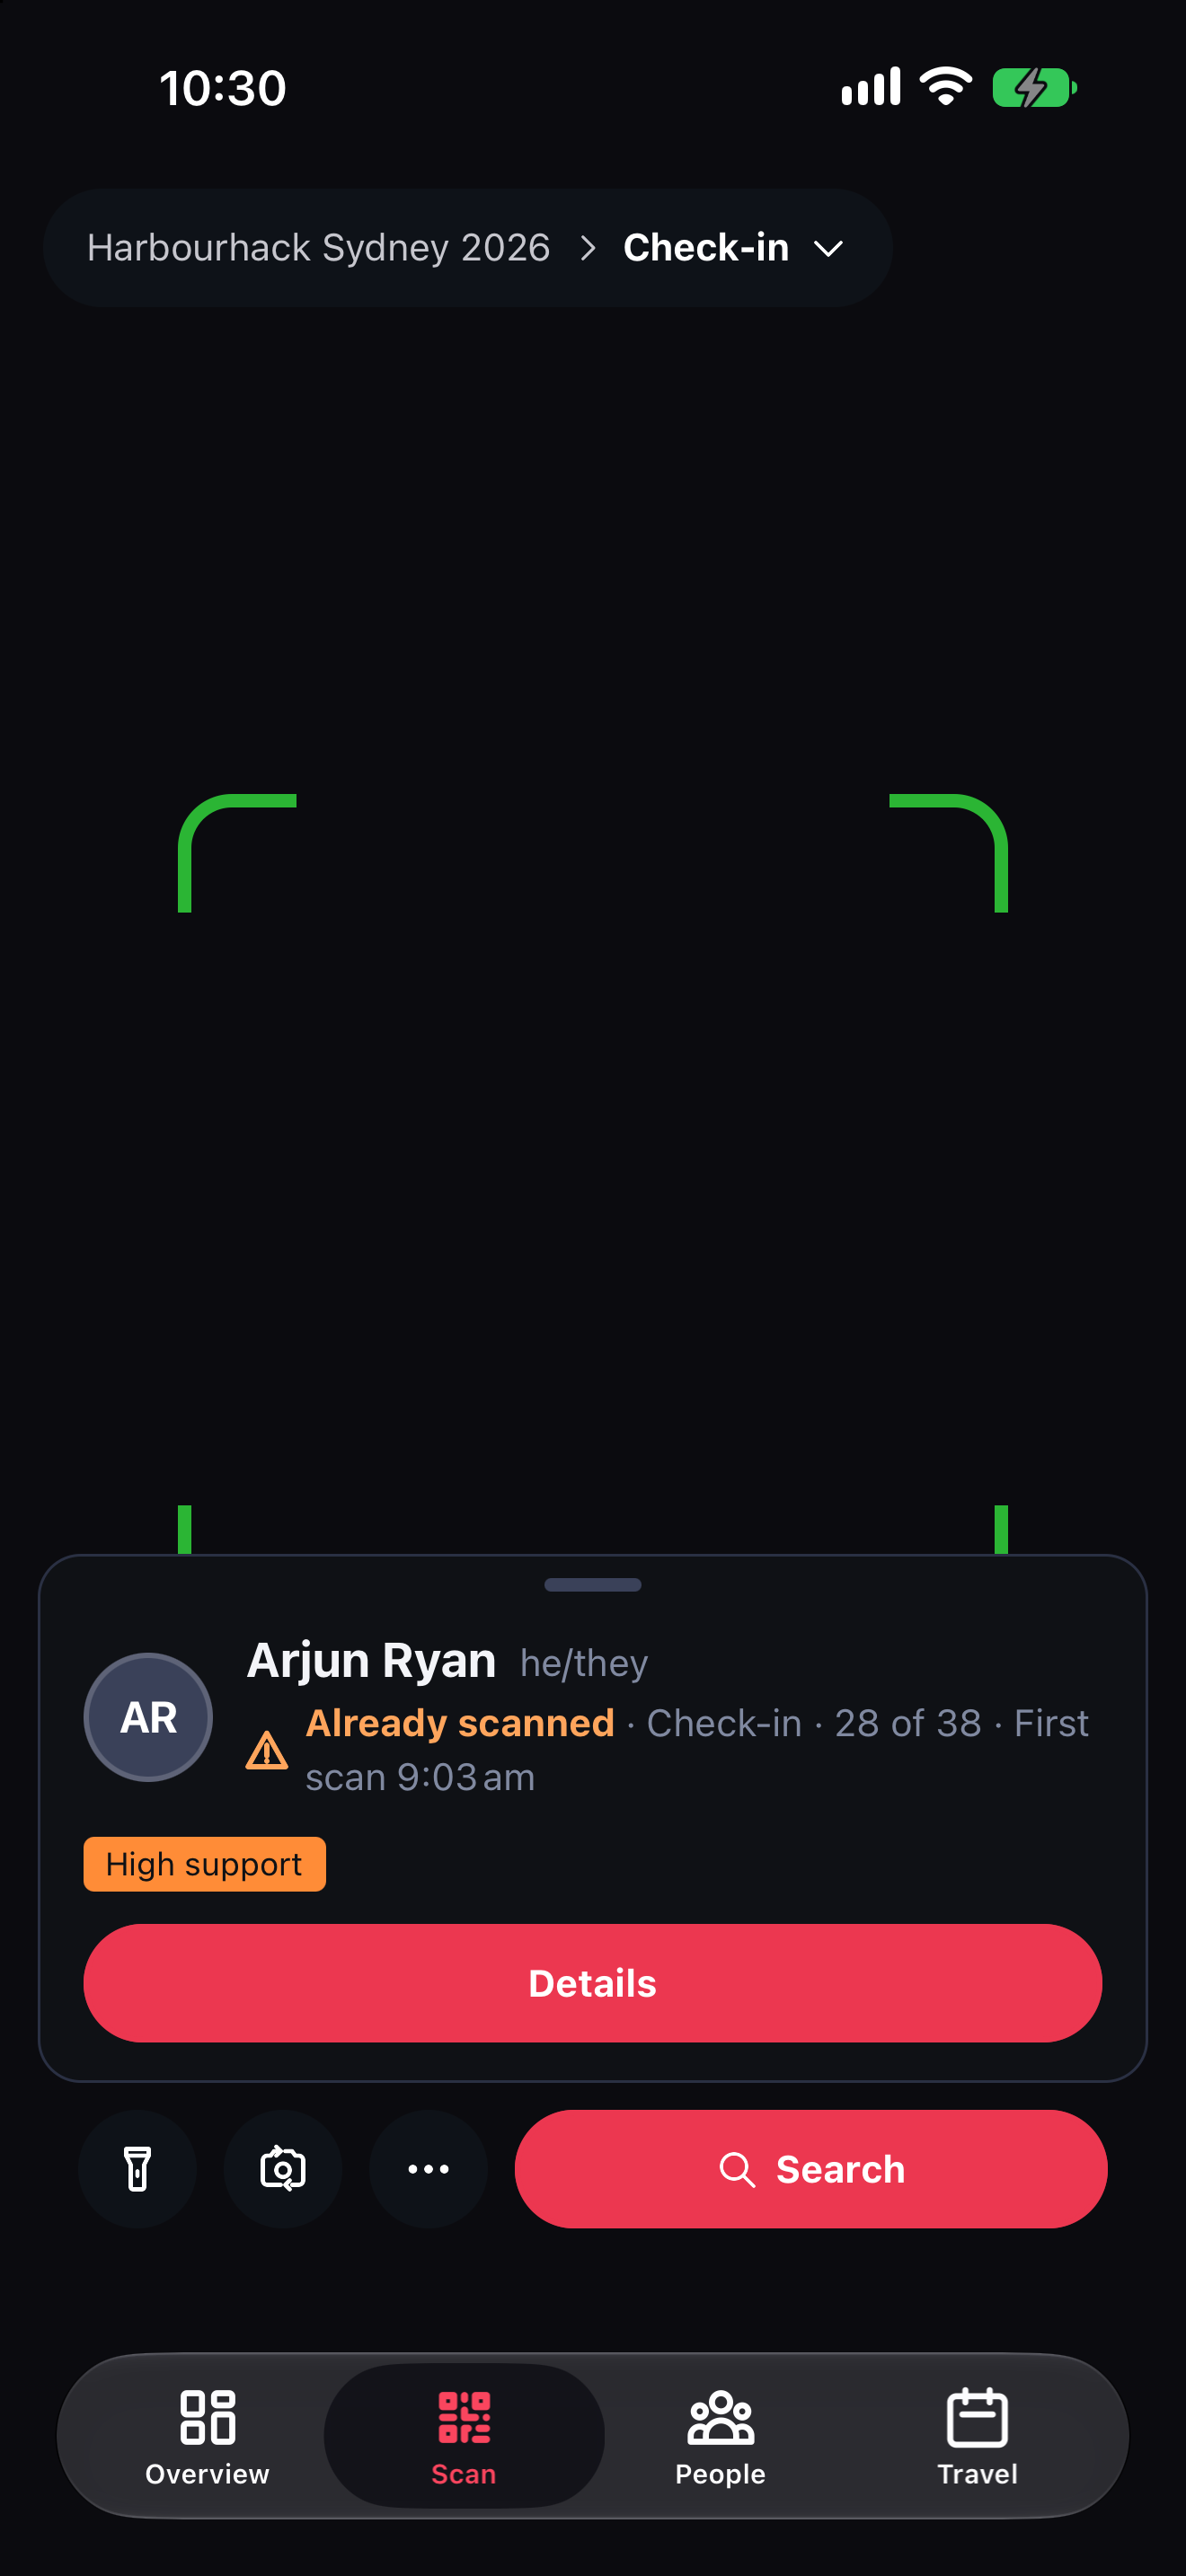 10:30
Harbourhack Sydney 2026 > Check-in
Arjun Ryan he/they
AR
Already scanned · Check-in · 28 of 38 · First
scan 9:03 am
High support
Details
Search
Overview
Scan
People
Travel